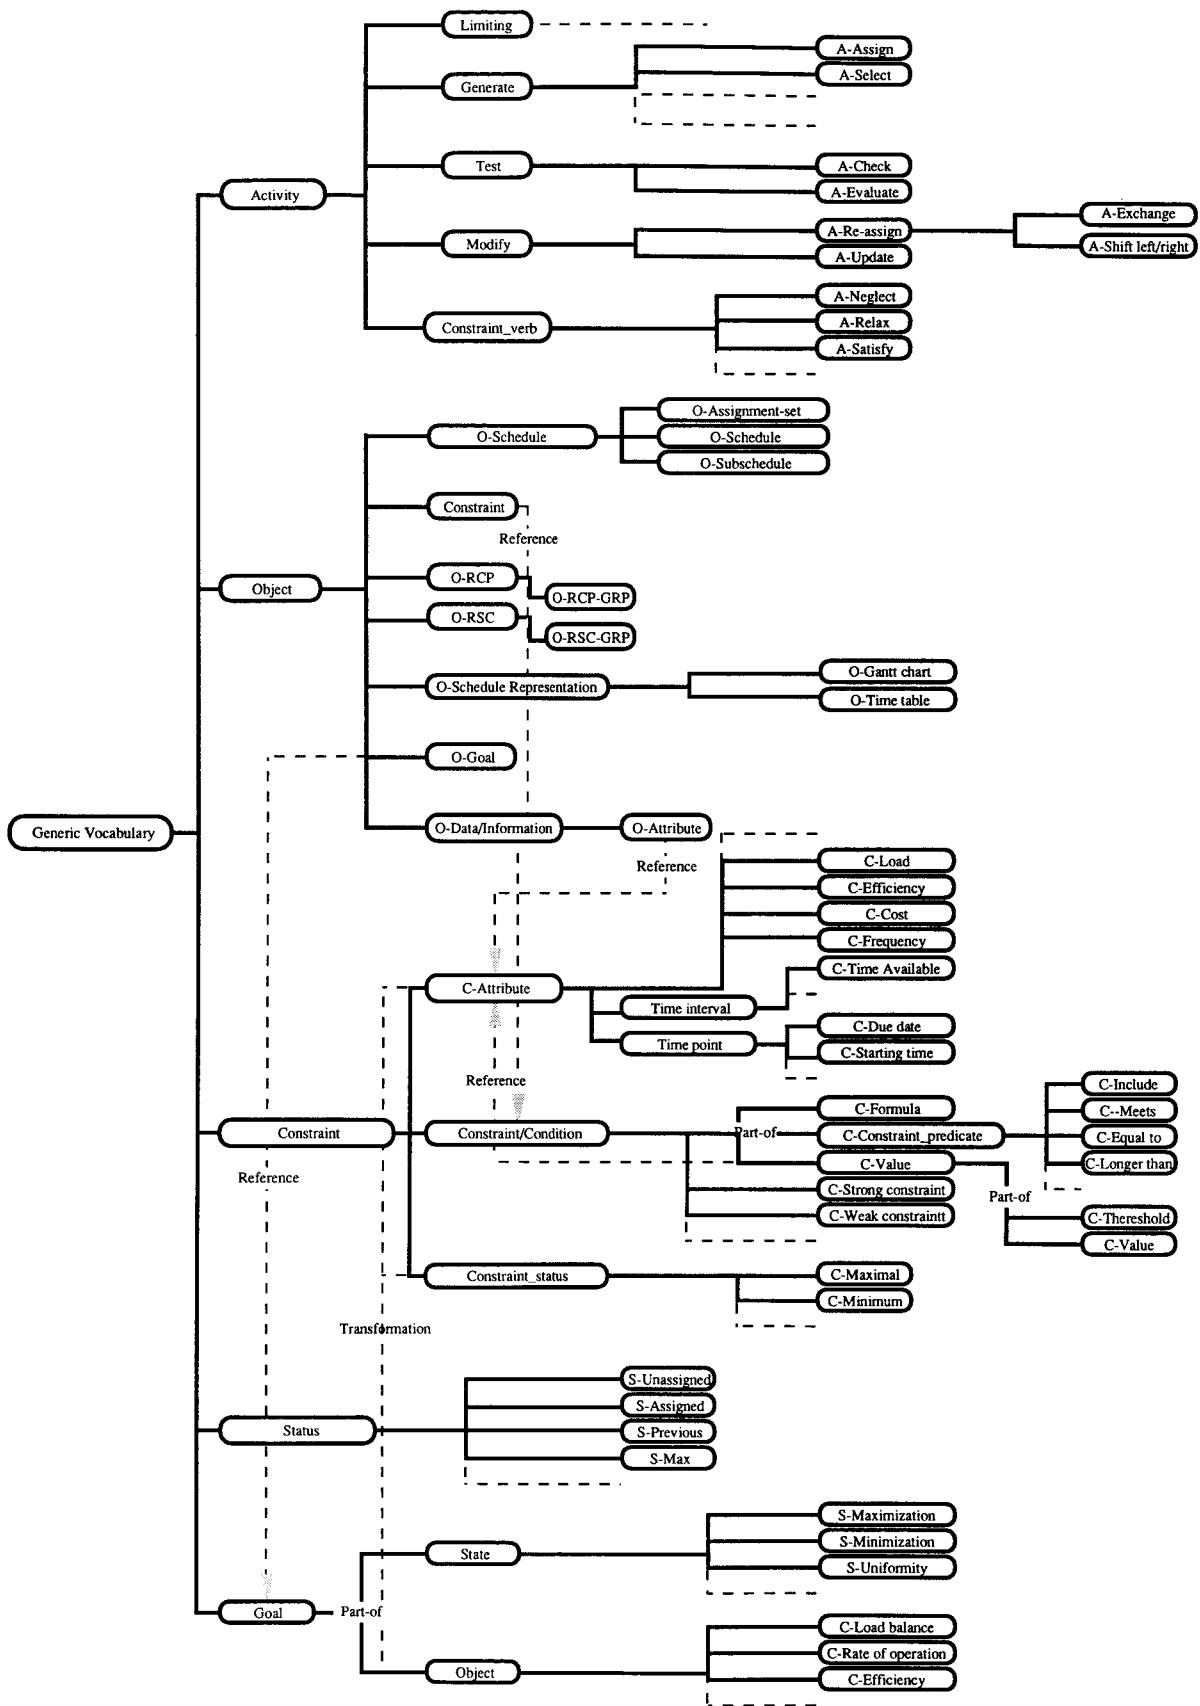 Limiting
A-Assign
A-Select
Generate
Test
A-Check
A-Evaluate
Activity
A-Exchange
A-Re-assign
Modify
A-Shift left/right
A-Update
A-Neglect
Constraint_verb
A-Relax
A-Satisfy
O-Assignment-set
O-Schedule
O-Schedule
O-Subschedule
Constraint
Reference
O-RCP
Object
O-RCP-GRP
O-RSC
O-RSC-GRP
O-Gantt chart
O-Schedule Representation
O-Time table
O-Goal
Generic Vocabulary
O-Data/Information
O-Attribute
C-Load
Reference
C-Efficiency
C-Cost
C-Frequency
C-Time Available
C-Attribute
Time interval
C-Due date
Time point
C-Starting time
Reference
C-Include
C-Formula
C--Meets
Constraint
Constraint/Condition
Part-of
C-Constraint_predicate
C-Equal to
C-Value
C-Longer than
Reference
C-Strong constraint
Part-of
C-Weak constraintt
C-Thereshold
C-Value
Constraint_status
C-Maximal
C-Minimum
Transformation
S-Unassigned
S-Assigned
Status
S-Previous
S-Max
S-Maximization
S-Minimization
State
S-Uniformity
Goal
Part-of
C-Load balance
C-Rate of operation
Object
C-Efficiency